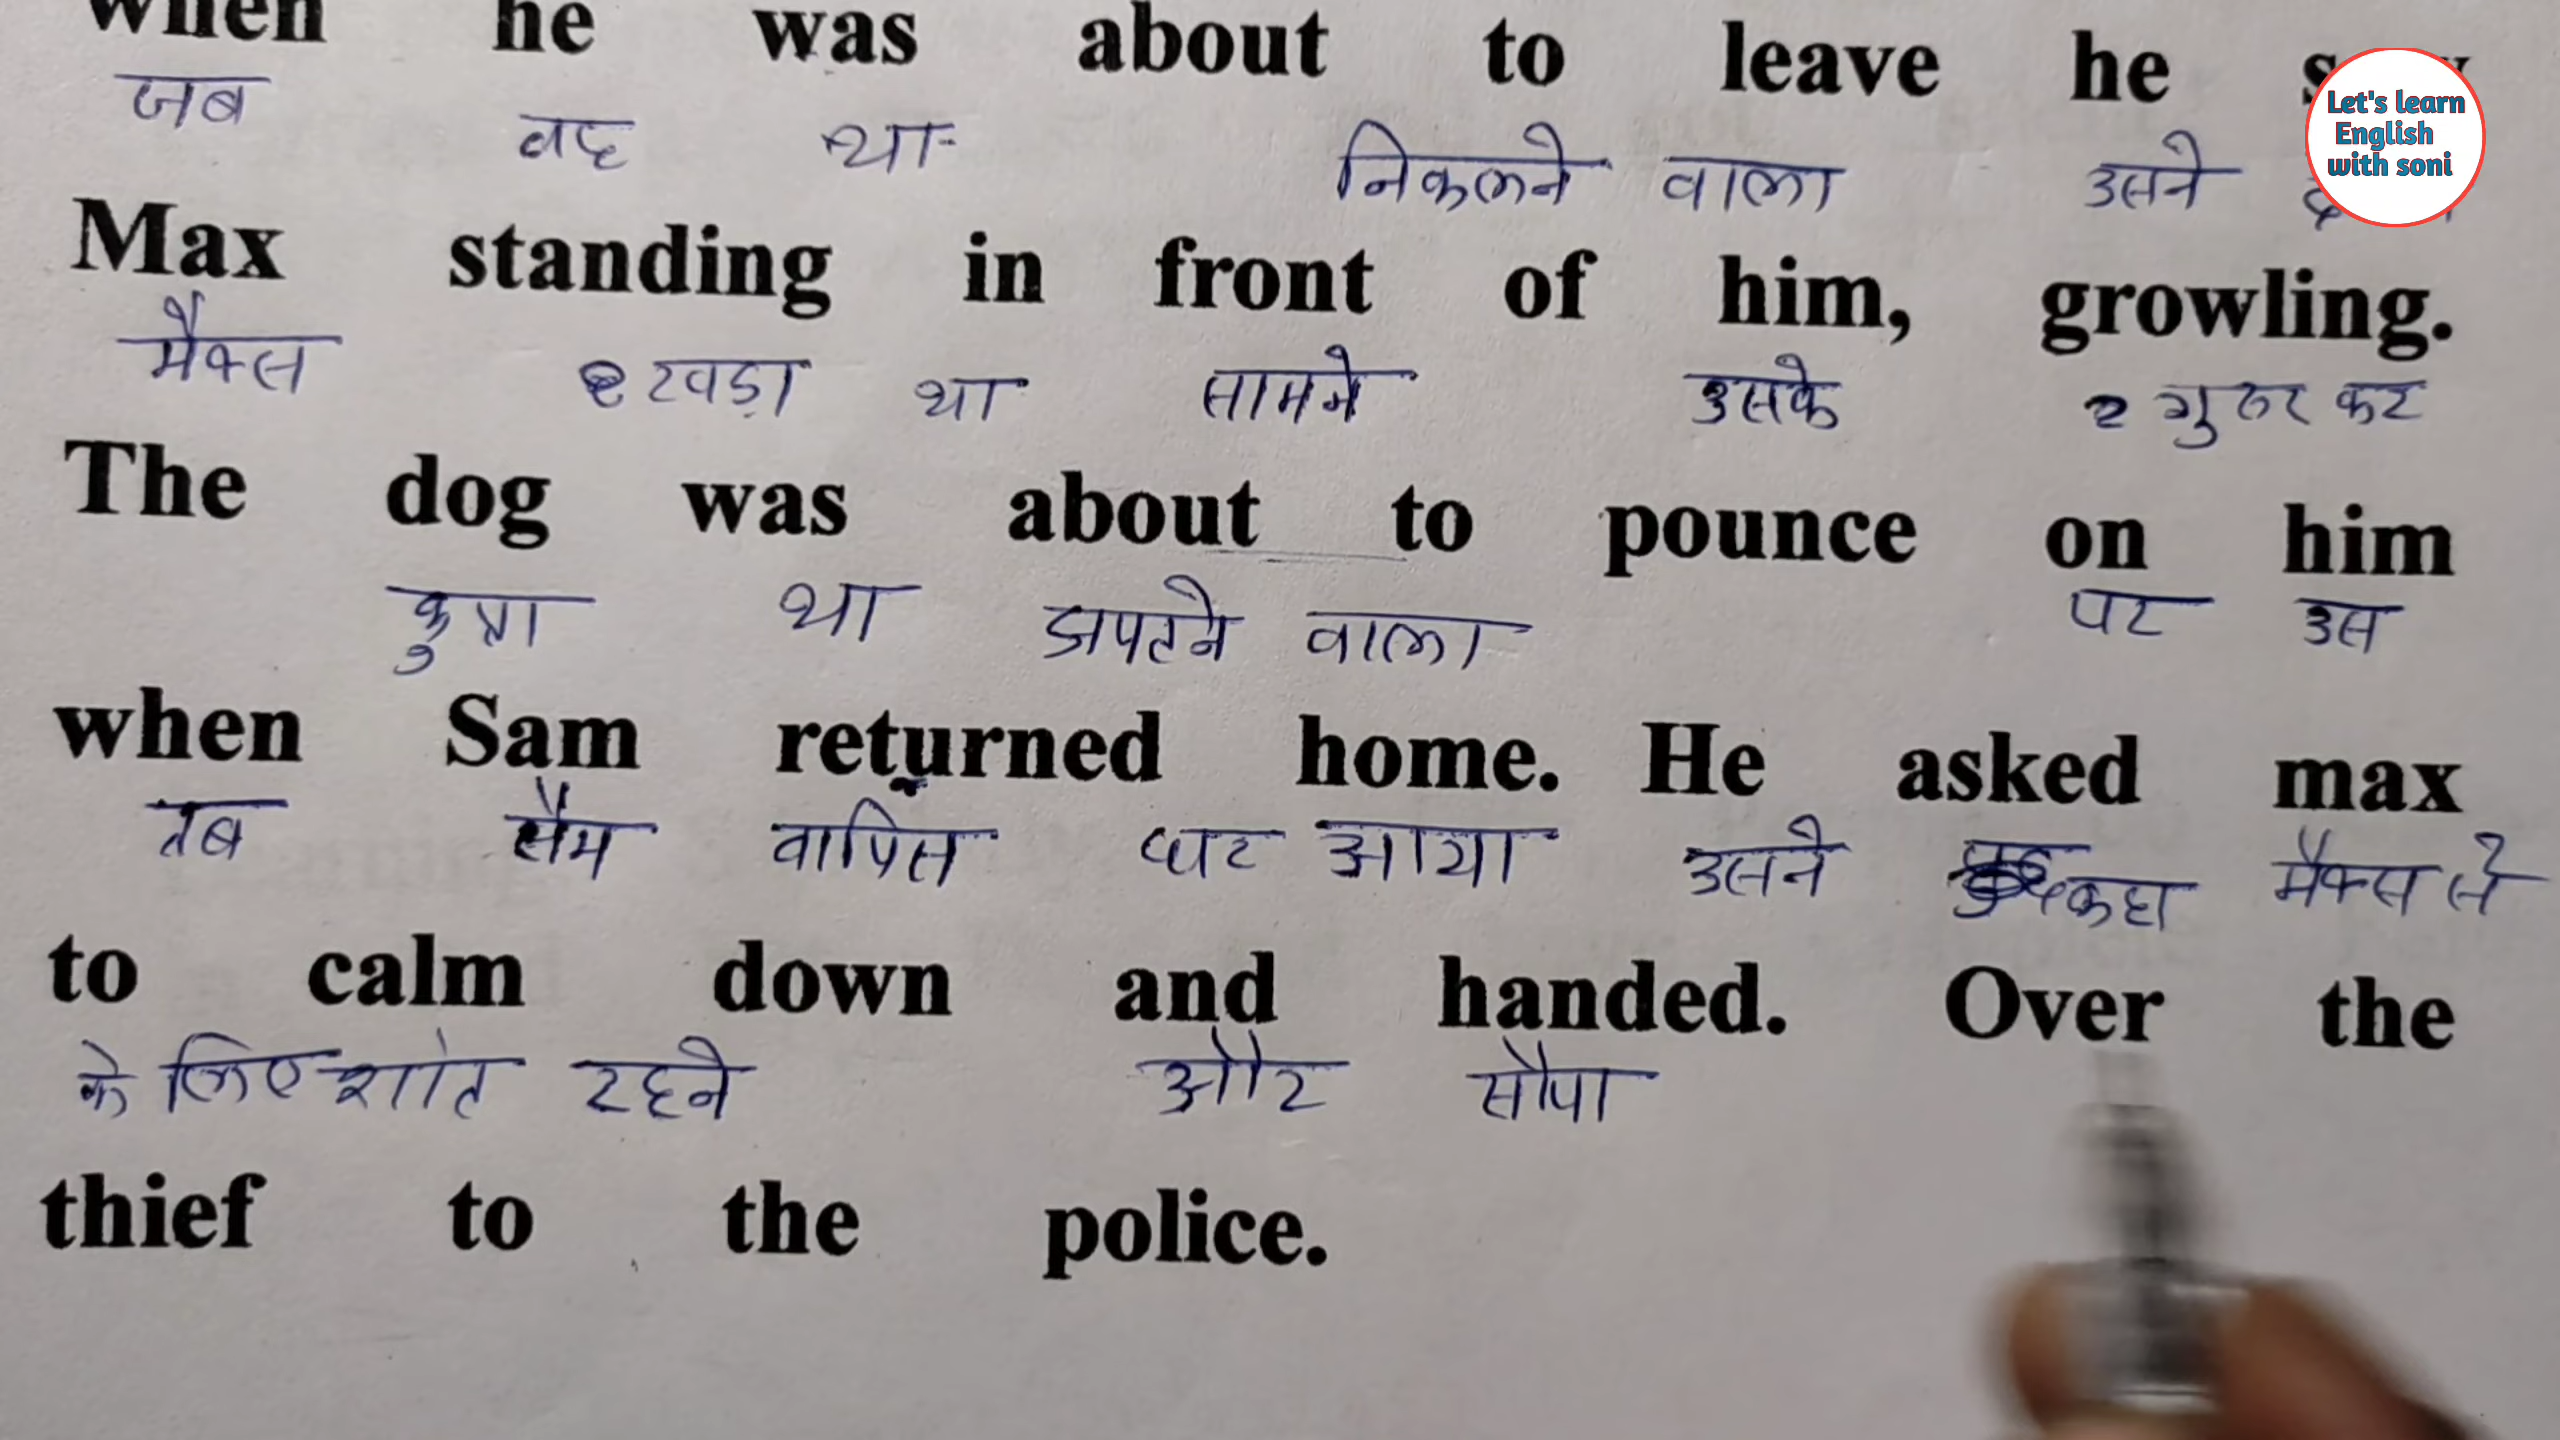 when he was about to leave he
जब वह था निकलने वाला उसने
Max standing in front of him, growling.
मैक्स खड़ा था सामने उसके कर
The dog was about to pounce on him
कुत्ता था झपटने वाला पर उस
when Sam returned home. He asked max
तब सैम वापिस घर आया उसने कहा मैक्स से
to calm down and handed. Over the
के लिए शांत रहने और सौपा
thief to the police.
Let's learn
English
with soni